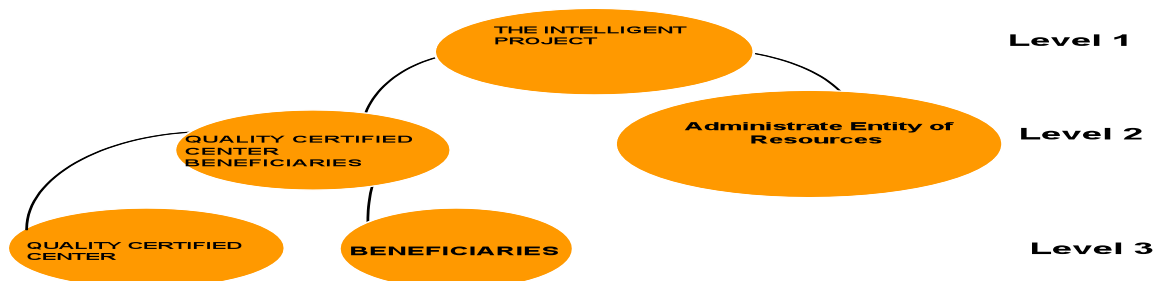 THE INTELLIGENT
PROJECT
Level 1
Administrate Entity of
Resources
Level 2
QUALITY CERTIFIED
CENTER
BENEFICIARIES
QUALITY CERTIFIED
CENTER
BENEFICIARIES
Level 3